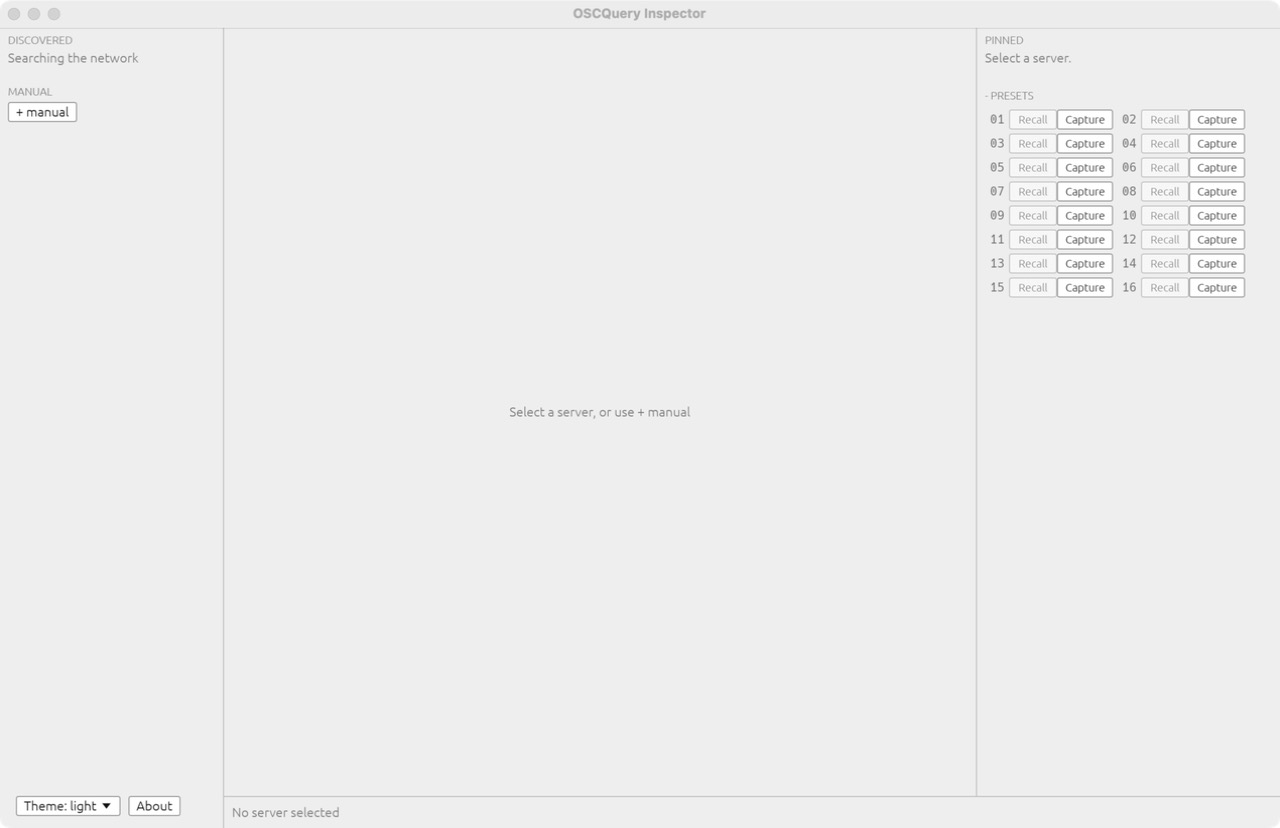 OSCQuery Inspector
DISCOVERED
Searching the network
MANUAL
+ manual
Select a server, or use + manual
PINNED
Select a server.
- PRESETS
01 Recall Capture 02 Recall Capture
03 Recall Capture 04 Recall Capture
05 Recall Capture 06 Recall Capture
07 Recall Capture 08 Recall Capture
09 Recall Capture 10 Recall Capture
11 Recall Capture 12 Recall Capture
13 Recall Capture 14 Recall Capture
15 Recall Capture 16 Recall Capture
Theme: light ▼ About
No server selected